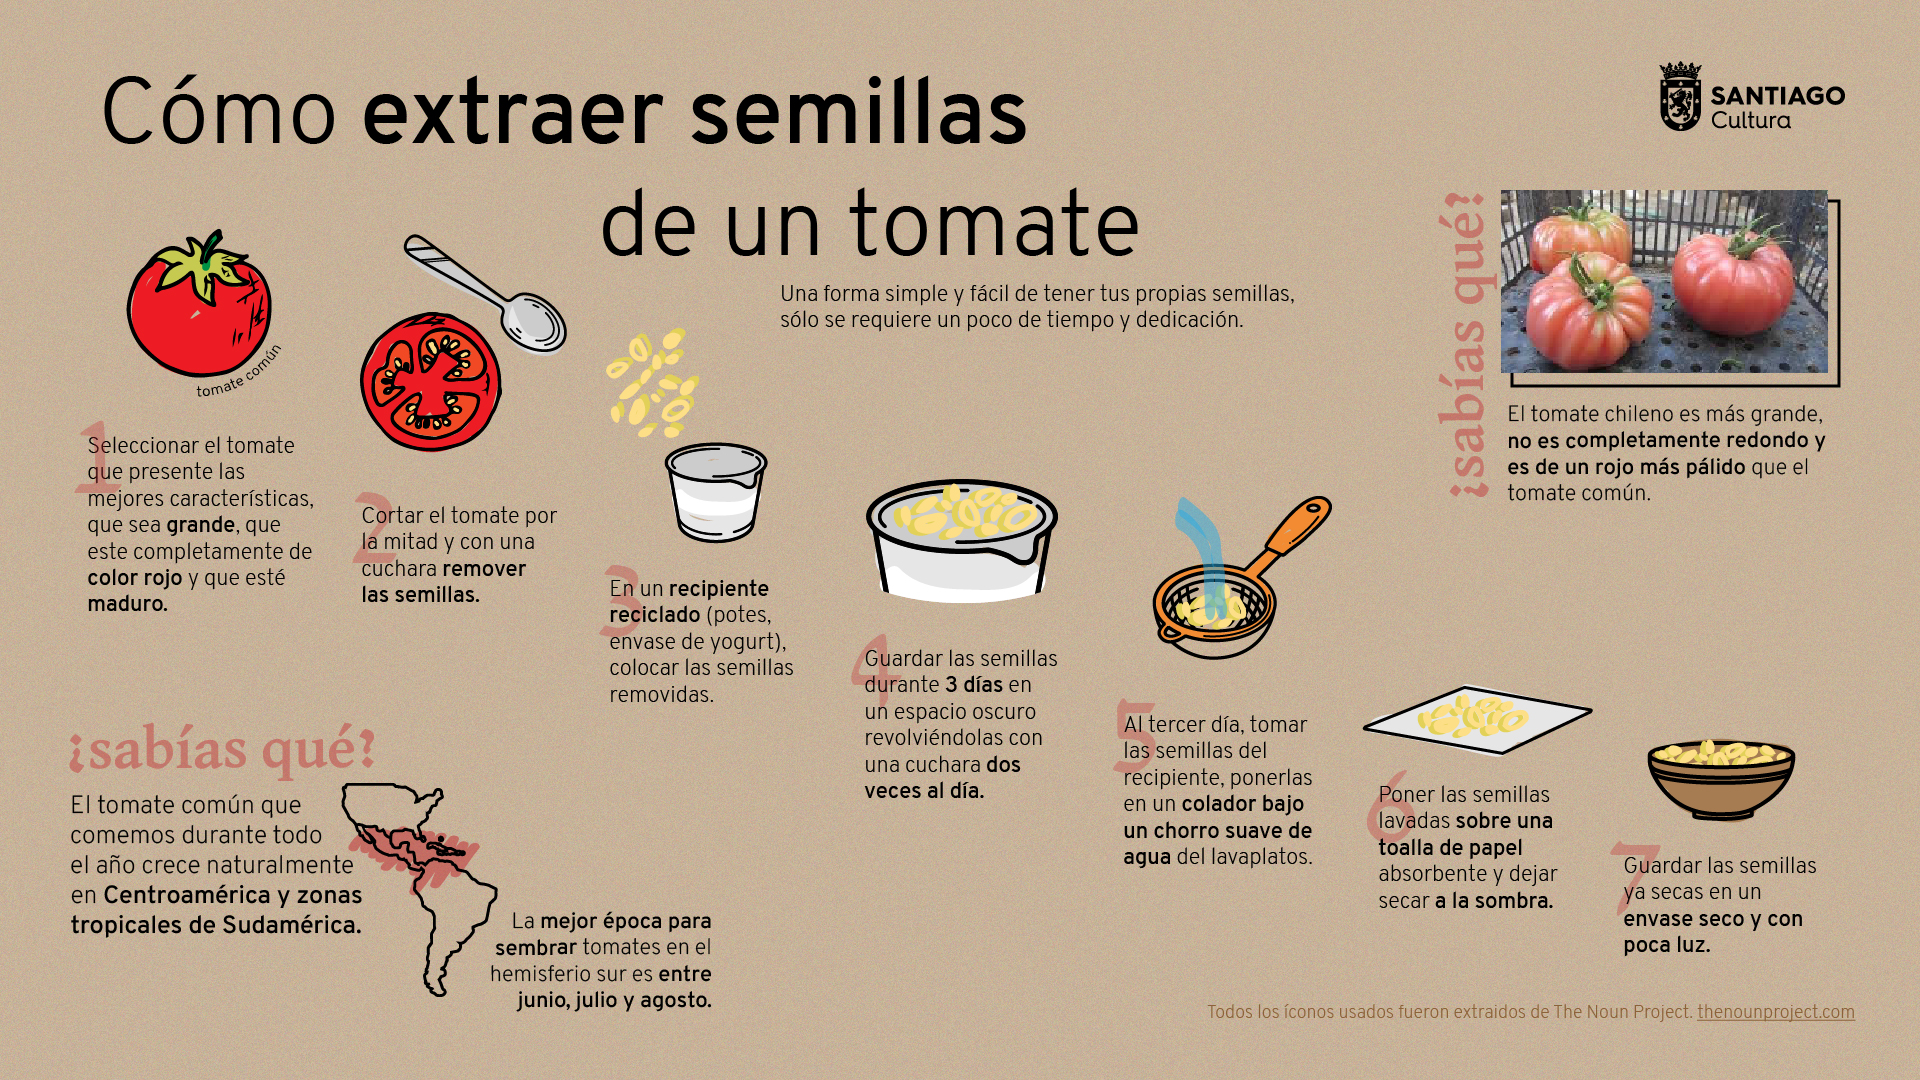 Cómo extraer semillas
de un tomate
Una forma simple y fácil de tener tus propias semillas,
sólo se requiere un poco de tiempo y dedicación.
SANTIAGO
Cultura
tomate común
1
Seleccionar el tomate
que presente las
mejores características,
que sea grande, que
este completamente de
color rojo y que esté
maduro.
2
Cortar el tomate por
la mitad y con una
cuchara remover
las semillas.
3
En un recipiente
reciclado (potes,
envase de yogurt),
colocar las semillas
removidas.
4
Guardar las semillas
durante 3 días en
un espacio oscuro
revolviéndolas con
una cuchara dos
veces al día.
5
Al tercer día, tomar
las semillas del
recipiente, ponerlas
en un colador bajo
un chorro suave de
agua del lavaplatos.
6
Poner las semillas
lavadas sobre una
toalla de papel
absorbente y dejar
secar a la sombra.
7
Guardar las semillas
ya secas en un
envase seco y con
poca luz.
¿sabías qué?
El tomate chileno es más grande,
no es completamente redondo y
es de un rojo más pálido que el
tomate común.
¿sabías qué?
El tomate común que
comemos durante todo
el año crece naturalmente
en Centroamérica y zonas
tropicales de Sudamérica.
La mejor época para
sembrar tomates en el
hemisferio sur es entre
junio, julio y agosto.
Todos los íconos usados fueron extraidos de The Noun Project. thenounproject.com